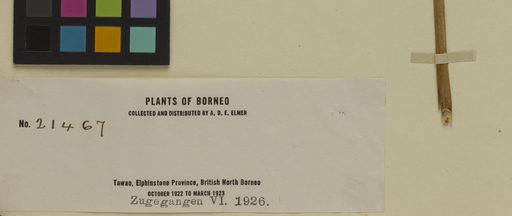 PLANTS OF BORNEO
COLLECTED AND DISTRIBUTED BY A. D. E. ELMER
No. 21467
Tawao, Elphinstone Province, British North Borneo
OCTOBER 1922 TO MARCH 1923
Zugegangen VI. 1926.